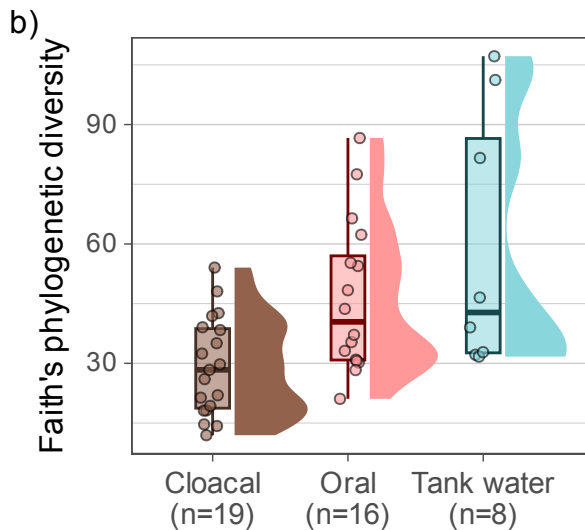 b)
Faith's phylogenetic diversity
90
60
30
Cloacal
(n=19)
Oral
(n=16)
Tank water
(n=8)